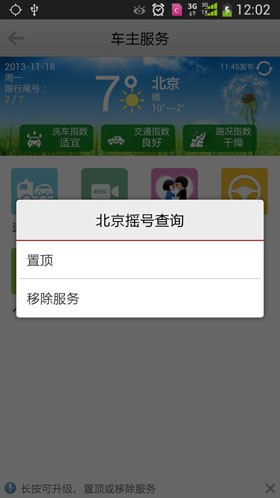 3G
12:02
车主服务
2013-11-18
周一
限行尾号：
2 / 7
7°
北京
晴
10°~-2°
11:45发布
洗车指数
适宜
交通指数
良好
路况指数
干燥
REC
北京摇号查询
置顶
移除服务
长按可升级，置顶或移除服务